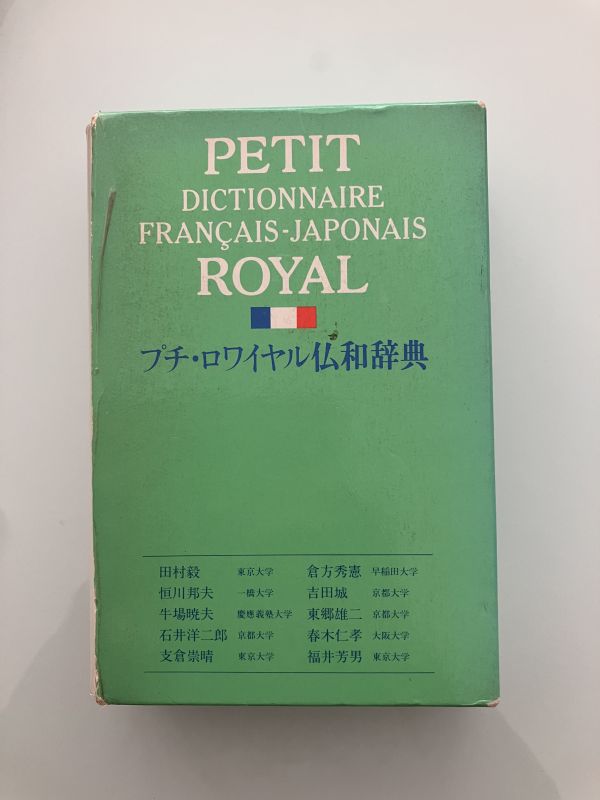 PETIT
DICTIONNAIRE
FRANÇAIS-JAPONAIS
ROYAL
プチ・ロワイヤル仏和辞典
田村毅 東京大学 倉方秀憲 早稲田大学
恒川邦夫 一橋大学 吉田城 京都大学
牛場暁夫 慶應義塾大学 東郷雄二 京都大学
石井洋二郎 京都大学 春木仁孝 大阪大学
支倉崇晴 東京大学 福井芳男 東京大学